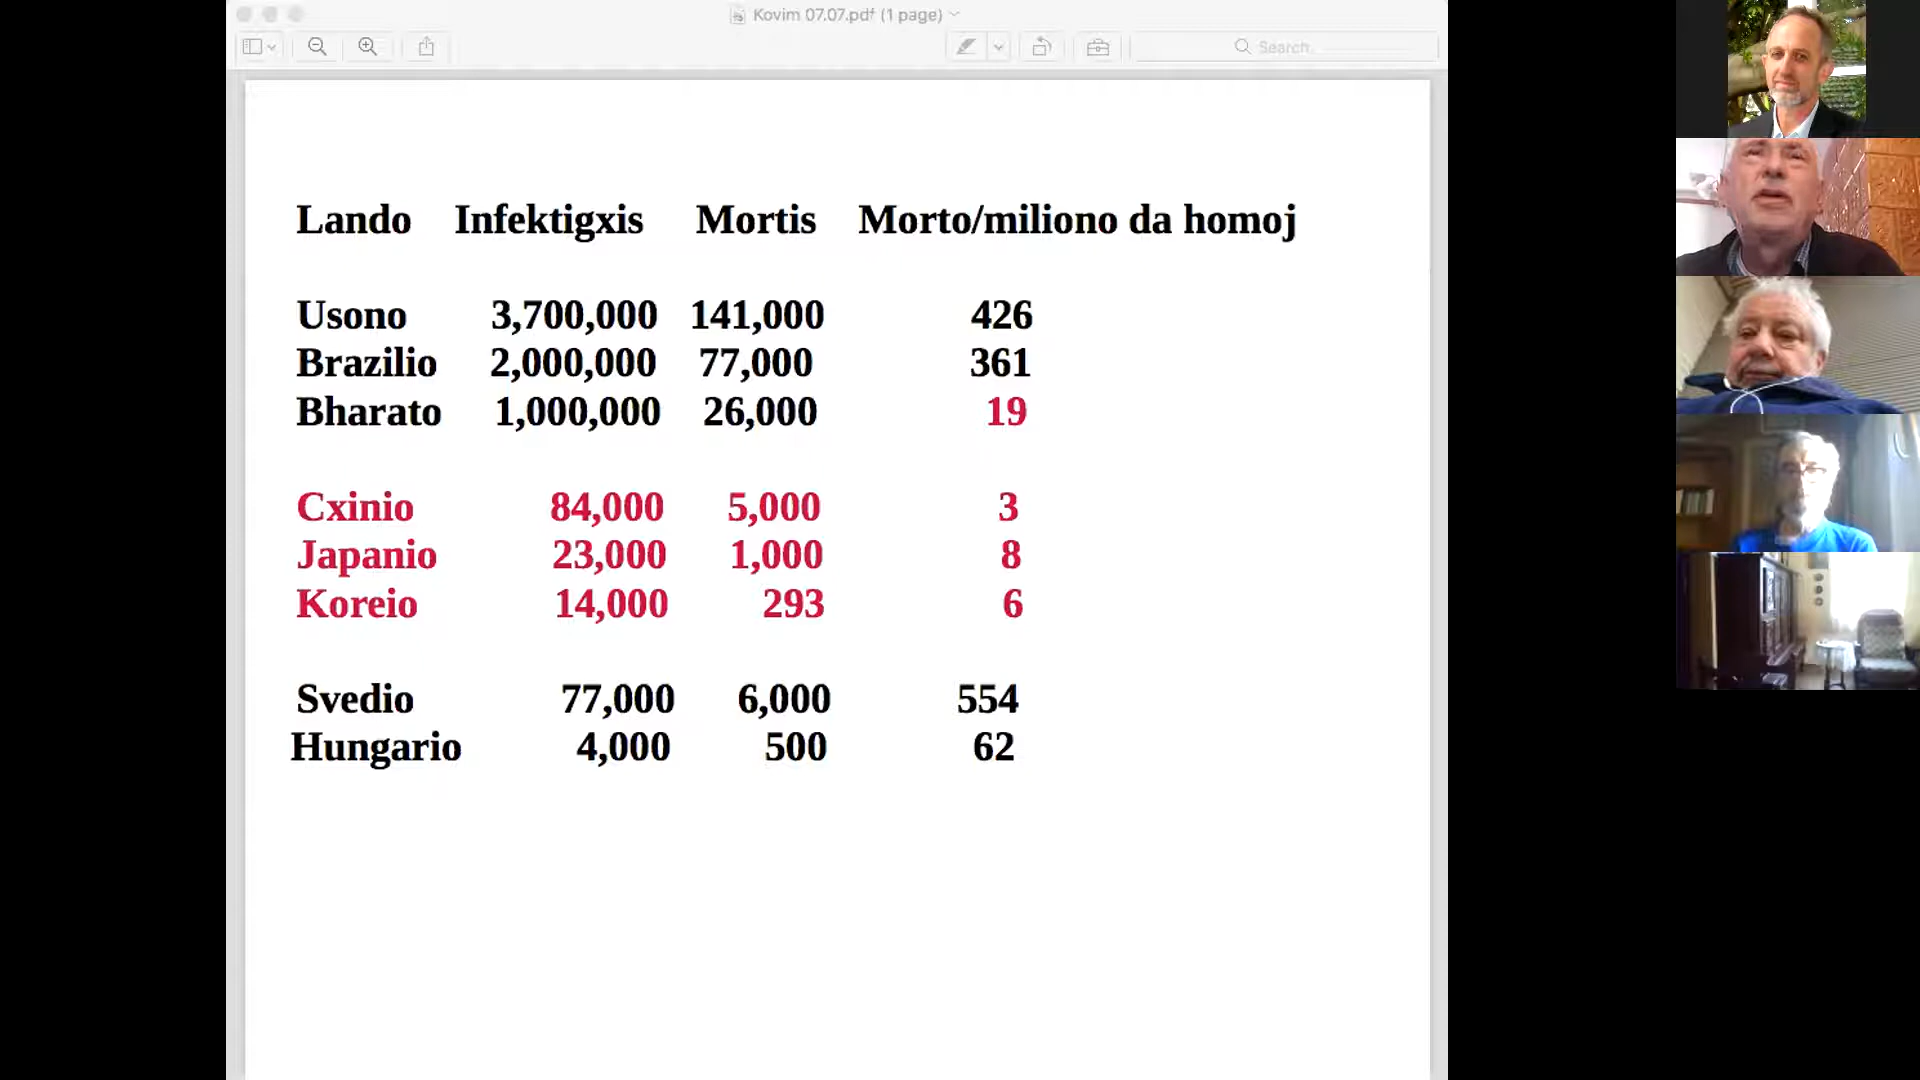 Kovim 07.07.pdf (1 page)
Search
Lando Infektigxis Mortis Morto/miliono da homoj
Usono 3,700,000 141,000 426
Brazilio 2,000,000 77,000 361
Bharato 1,000,000 26,000 19
Cxinio 84,000 5,000 3
Japanio 23,000 1,000 8
Koreio 14,000 293 6
Svedio 77,000 6,000 554
Hungario 4,000 500 62